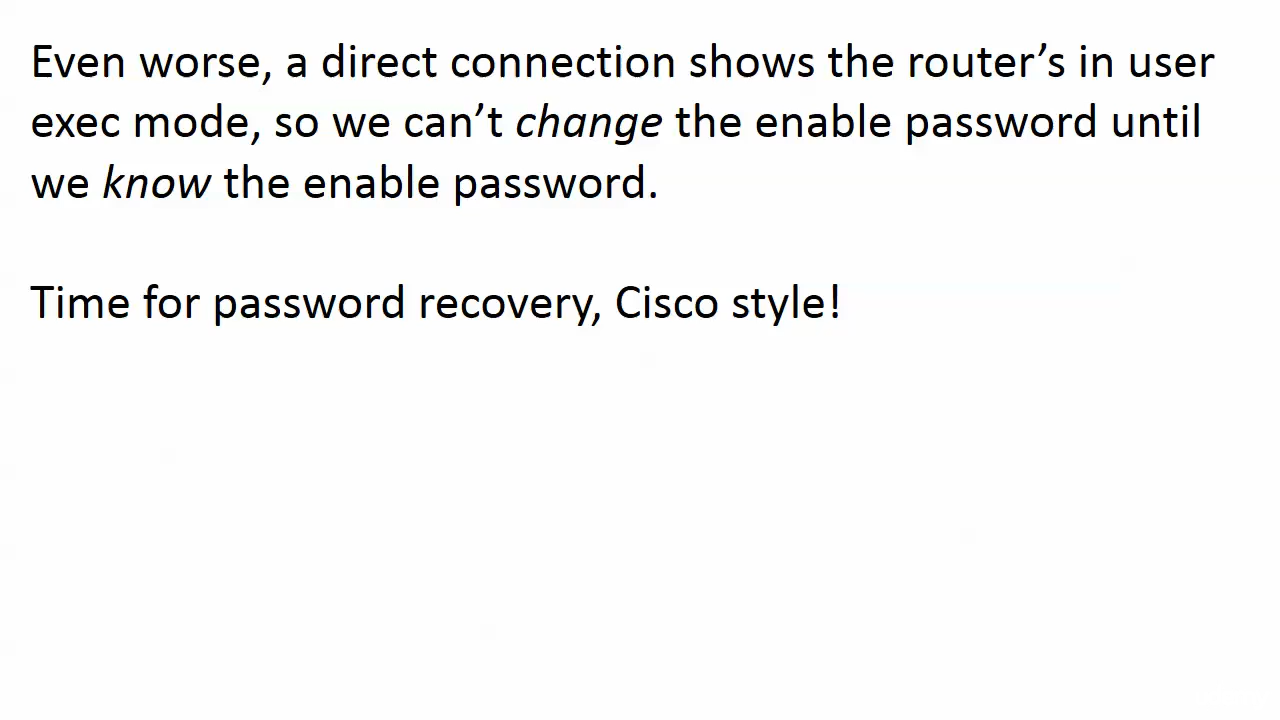 Even worse, a direct connection shows the router’s in user
exec mode, so we can’t change the enable password until
we know the enable password.
Time for password recovery, Cisco style!